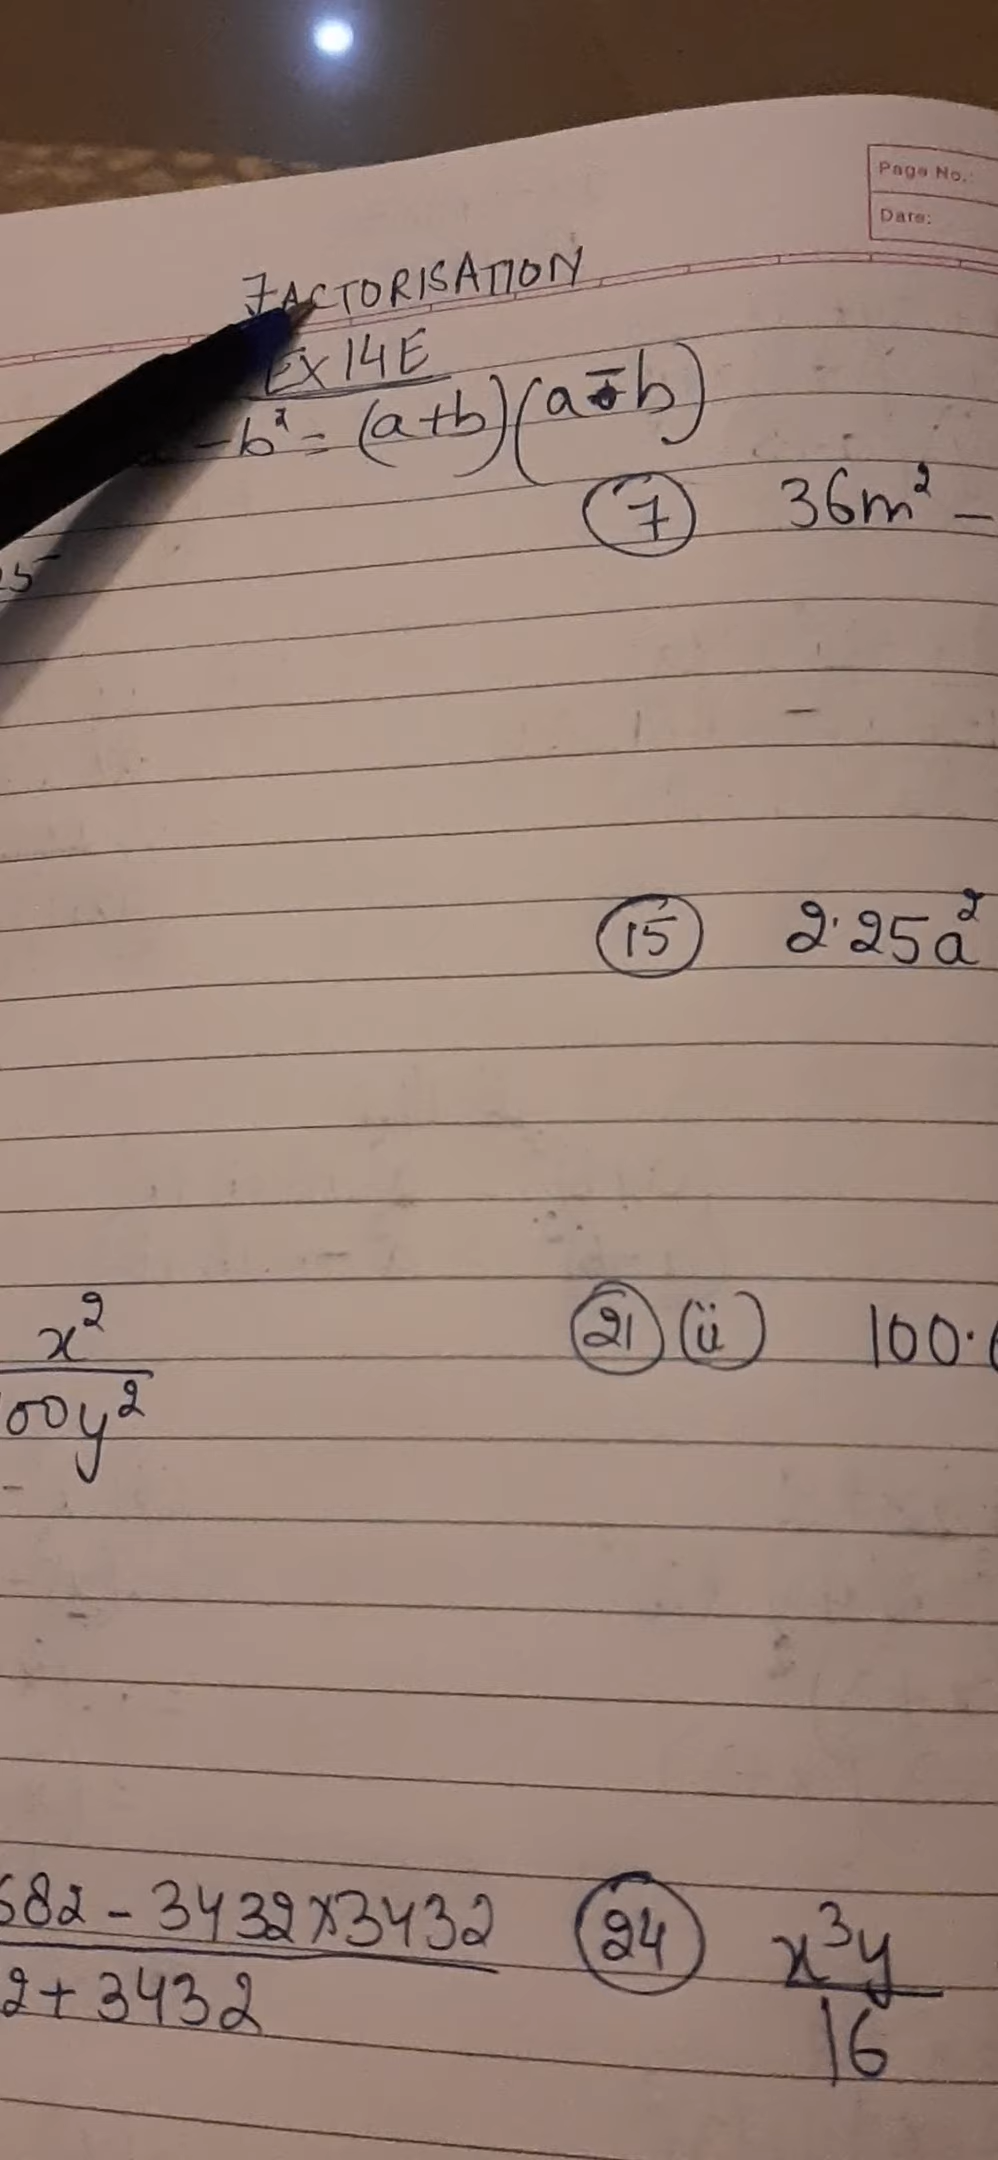 Page No.:
Date:
FACTORISATION
EX 14E
- b² = (a+b)(a-b)
⑦ 36m² -
25
⑮ 2.25a²
x²
00y²
㉑ (ii) 100.
682 - 3432×3432
2 + 3432
㉔ x³y
16